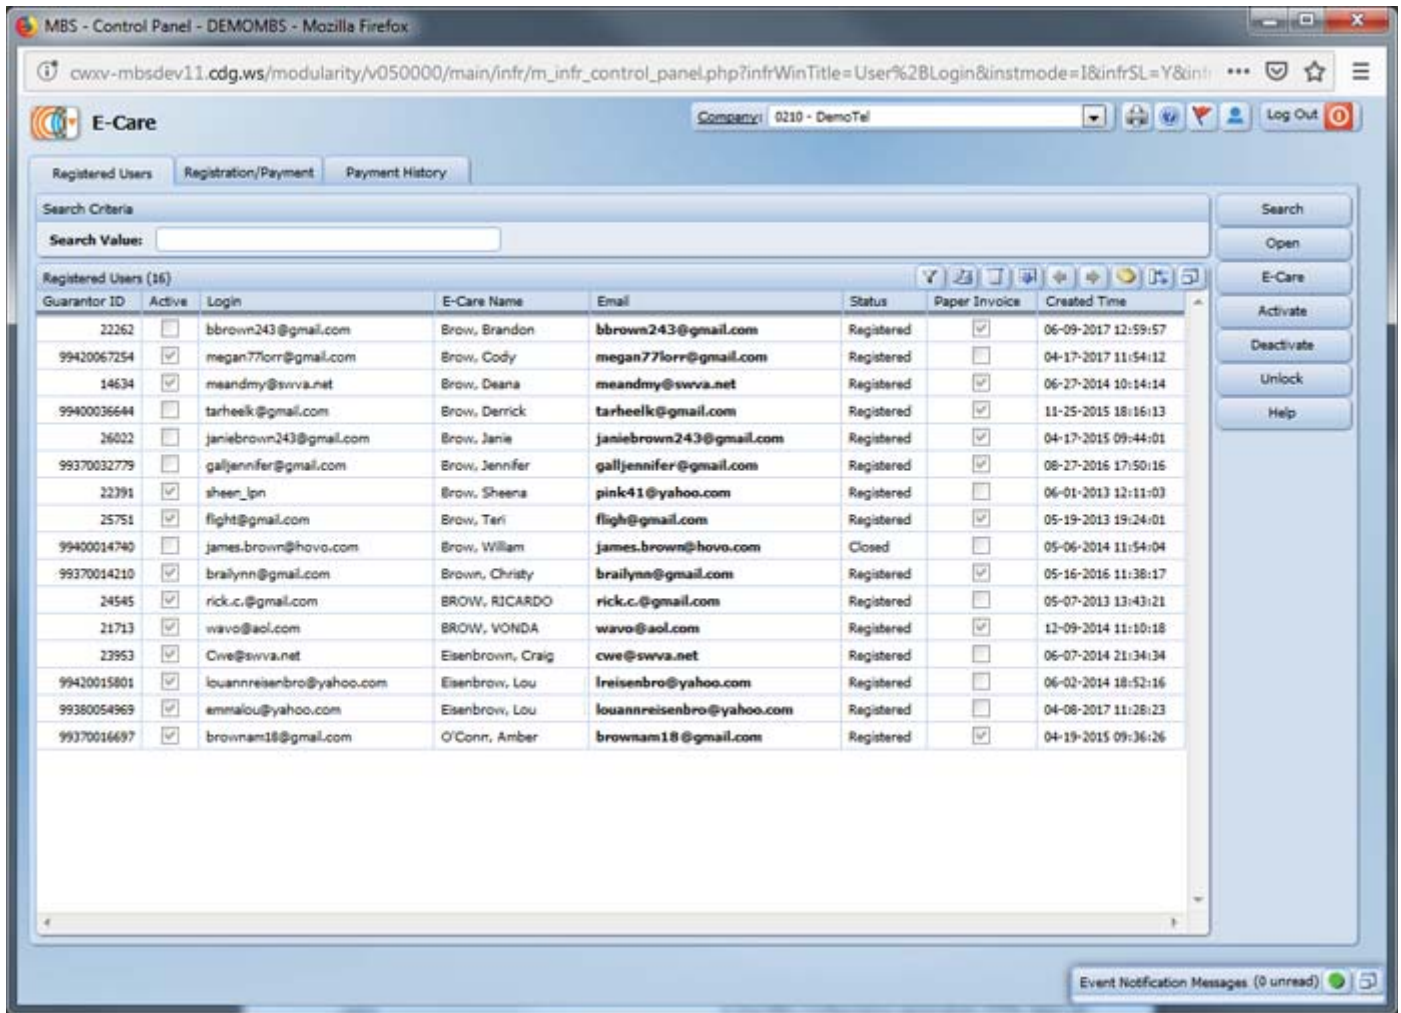 MBS - Control Panel - DEMOMBS - Mozilla Firefox
cwxv-mbsdev11.cdg.ws/modularity/v050000/main/infr/m_infr_control_panel.php?infrWinTitle=User%2BLogin&instmode=I&infrSL=Y&inf
E-Care
Company: 0210 - DemoTel
Log Out
Registered Users Registration/Payment Payment History
Search Criteria
Search
Search Value:
Open
Registered Users (16)
E-Care
Guarantor ID Active Login E-Care Name Email Status Paper Invoice Created Time
Activate
22262 bbrown243@gmail.com Brow, Brandon bbrown243@gmail.com Registered 06-09-2017 12:59:57
Deactivate
99420067254 megan77lorr@gmail.com Brow, Cody megan77lorr@gmail.com Registered 04-17-2017 11:54:12
14634 meandmy@swva.net Brow, Deana meandmy@swva.net Registered 06-27-2014 10:14:14
Unlock
99400036644 tarheelk@gmail.com Brow, Derrick tarheelk@gmail.com Registered 11-25-2015 18:16:13
Help
26022 janiebrown243@gmail.com Brow, Janie janiebrown243@gmail.com Registered 04-17-2015 09:44:01
99370032779 galljennifer@gmail.com Brow, Jennifer galljennifer@gmail.com Registered 08-27-2016 17:50:16
22391 sheen_lpn Brow, Sheena pink41@yahoo.com Registered 06-01-2013 12:11:03
25751 flight@gmail.com Brow, Teri fligh@gmail.com Registered 05-19-2013 19:24:01
99400014740 james.brown@hovo.com Brow, William james.brown@hovo.com Closed 05-06-2014 11:54:04
99370014210 brailynn@gmail.com Brown, Christy brailynn@gmail.com Registered 05-16-2016 11:38:17
24545 rick.c.@gmail.com BROW, RICARDO rick.c.@gmail.com Registered 05-07-2013 13:43:21
21713 wavo@aol.com BROW, VONDA wavo@aol.com Registered 12-09-2014 11:10:18
23953 Cwe@swva.net Eisenbrown, Craig cwe@swva.net Registered 06-07-2014 21:34:34
99420015801 louannreisenbro@yahoo.com Eisenbrow, Lou lreisenbro@yahoo.com Registered 06-02-2014 18:52:16
99380054969 emmalou@yahoo.com Eisenbrow, Lou louannreisenbro@yahoo.com Registered 04-08-2017 11:28:23
99370016697 brownam18@gmail.com O'Conn, Amber brownam18@gmail.com Registered 04-19-2015 09:36:26
Event Notification Messages (0 unread)